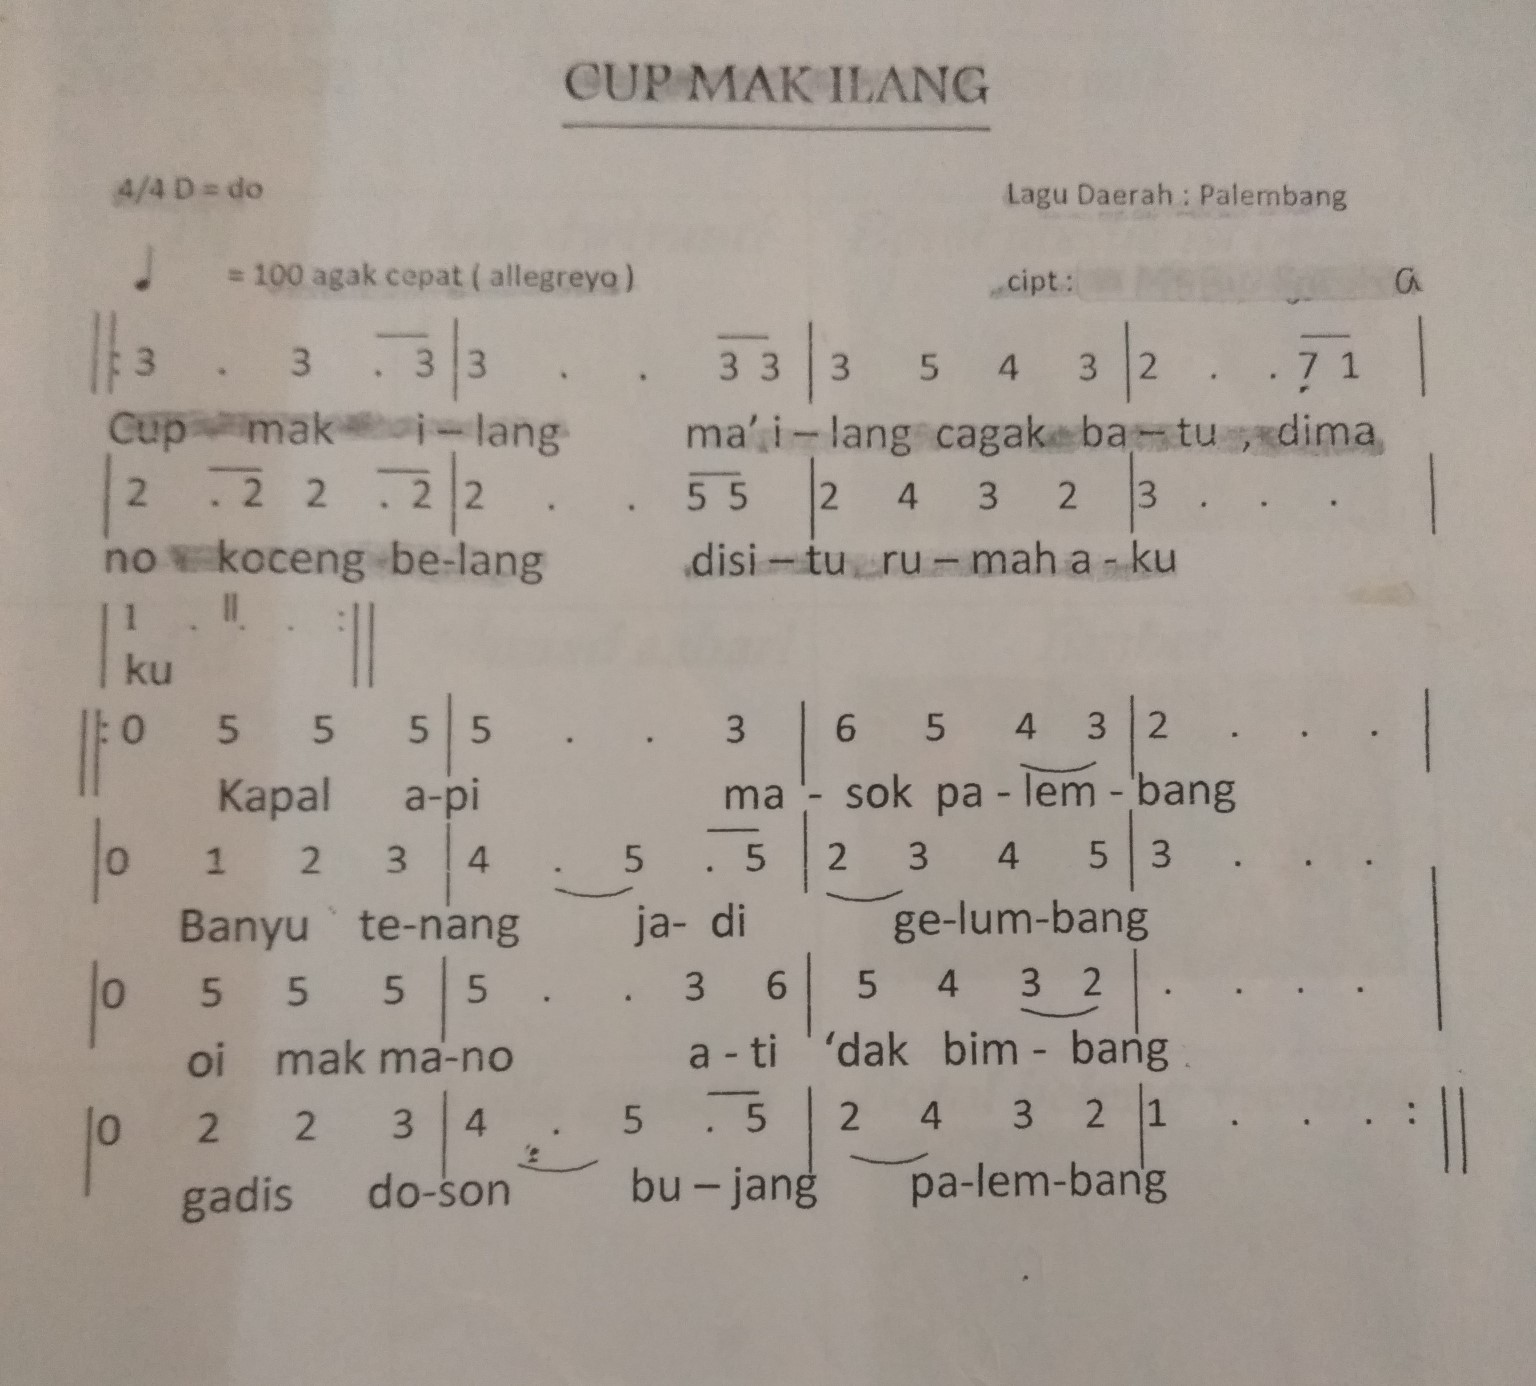 CUP MAK ILANG
4/4 D = do
Lagu Daerah : Palembang
= 100 agak cepat ( allegreyo )
cipt :
||: 3 . 3 . 3 | 3 . . 3 3 | 3 5 4 3 | 2 . . 7 1 |
Cup mak i – lang ma' i – lang cagak ba – tu , dima
| 2 . 2 2 . 2 | 2 . . 5 5 | 2 4 3 2 | 3 . . . |
no koceng be-lang disi – tu ru – mah a - ku
| 1 . || . . :||
ku
||: 0 5 5 5 | 5 . . 3 | 6 5 4 3 | 2 . . . |
Kapal a-pi ma - sok pa - lem - bang
| 0 1 2 3 | 4 . 5 . 5 | 2 3 4 5 | 3 . . . |
Banyu te-nang ja- di ge-lum-bang
| 0 5 5 5 | 5 . . 3 6 | 5 4 3 2 | . . . . |
oi mak ma-no a - ti ‘dak bim - bang
| 0 2 2 3 | 4 . 5 . 5 | 2 4 3 2 | 1 . . . :||
gadis do-son bu – jang pa-lem-bang